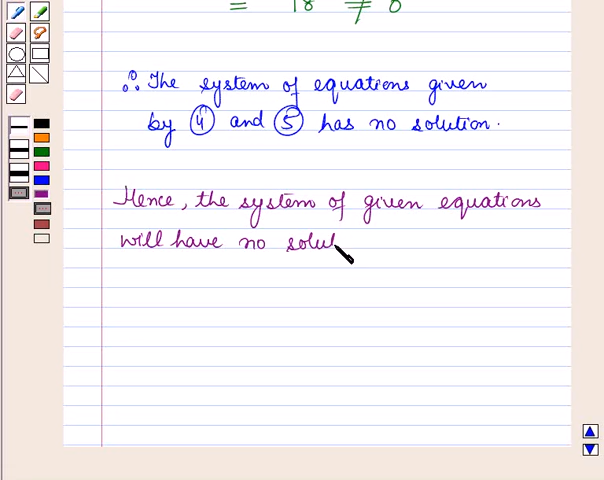 = 18 ≠ 0
∴ The system of equations given
by ④ and ⑤ has no solution.
Hence, the system of given equations
will have no solut